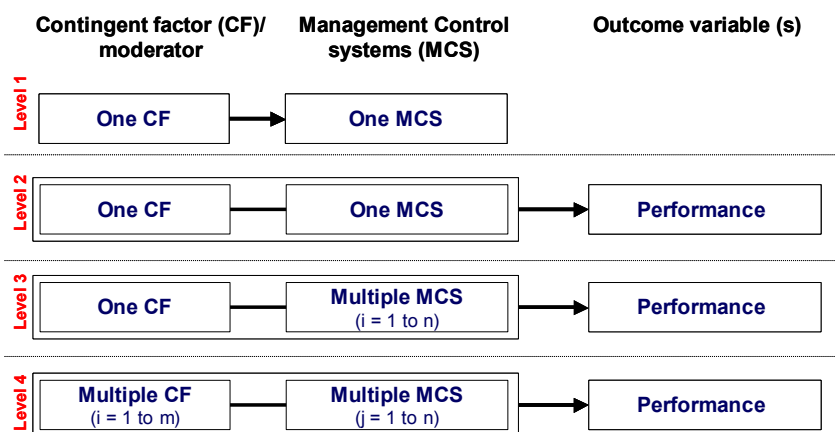 Contingent factor (CF)/
moderator
Management Control
systems (MCS)
Outcome variable (s)
Level 1
One CF
One MCS
Level 2
One CF
One MCS
Performance
Level 3
One CF
Multiple MCS
(i = 1 to n)
Performance
Level 4
Multiple CF
(i = 1 to m)
Multiple MCS
(j = 1 to n)
Performance